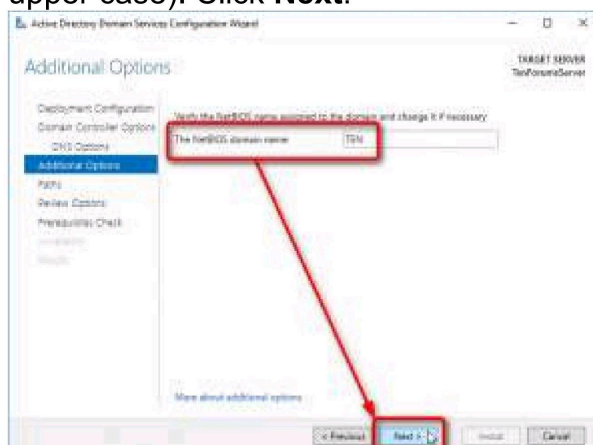 upper case). Click Next.
Active Directory Domain Services Configuration Wizard
Additional Options
TARGET SERVER
TenForumsServer
Deployment Configuration
Domain Controller Options
DNS Options
Additional Options
Paths
Review Options
Prerequisites Check
Installation
Results
Verify the NetBIOS name assigned to the domain and change it if necessary
The NetBIOS domain name: TEN
More about additional options
< Previous
Next >
Install
Cancel